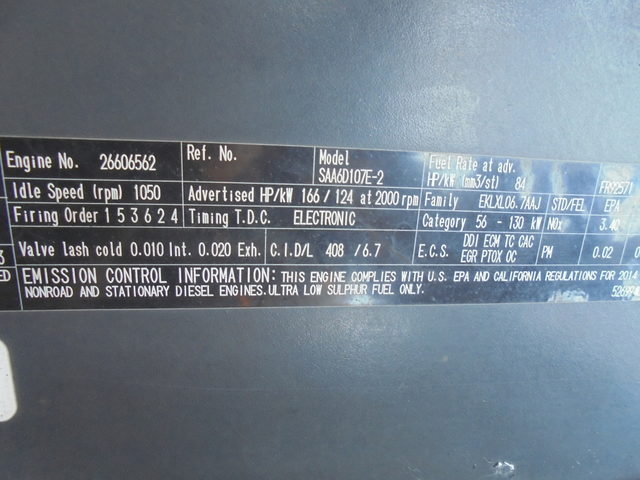 Engine No. 26606562 Ref. No. Model SAA6D107E-2 Fuel Rate at adv. HP/kW (mm3/st) 84 FR9257
Idle Speed (rpm) 1050 Advertised HP/kW 166 / 124 at 2000 rpm Family EKLXL06.7AAJ STD/FEL EPA
Firing Order 1 5 3 6 2 4 Timing T.D.C. ELECTRONIC Category 56 - 130 kW NOx 3.40
Valve lash cold 0.010 Int. 0.020 Exh. C.I.D/L 408 / 6.7 E.C.S. DDI ECM TC CAC EGR PTOX OC PM 0.02
EMISSION CONTROL INFORMATION: THIS ENGINE COMPLIES WITH U.S. EPA AND CALIFORNIA REGULATIONS FOR 2014
NONROAD AND STATIONARY DIESEL ENGINES.ULTRA LOW SULPHUR FUEL ONLY.